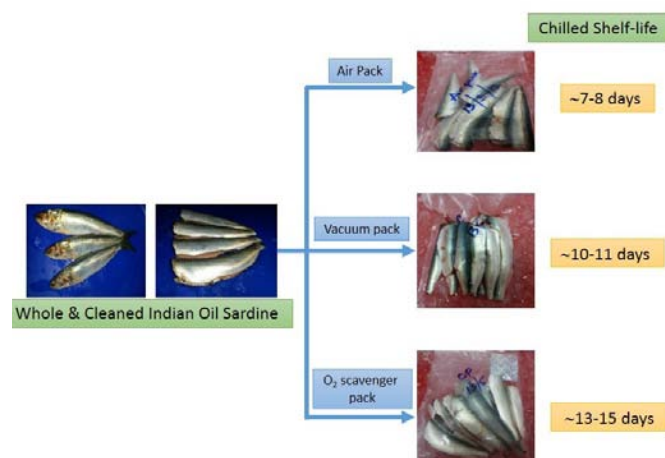 Chilled Shelf-life
Air Pack
~7-8 days
Vacuum pack
~10-11 days
Whole & Cleaned Indian Oil Sardine
O₂ scavenger
pack
~13-15 days